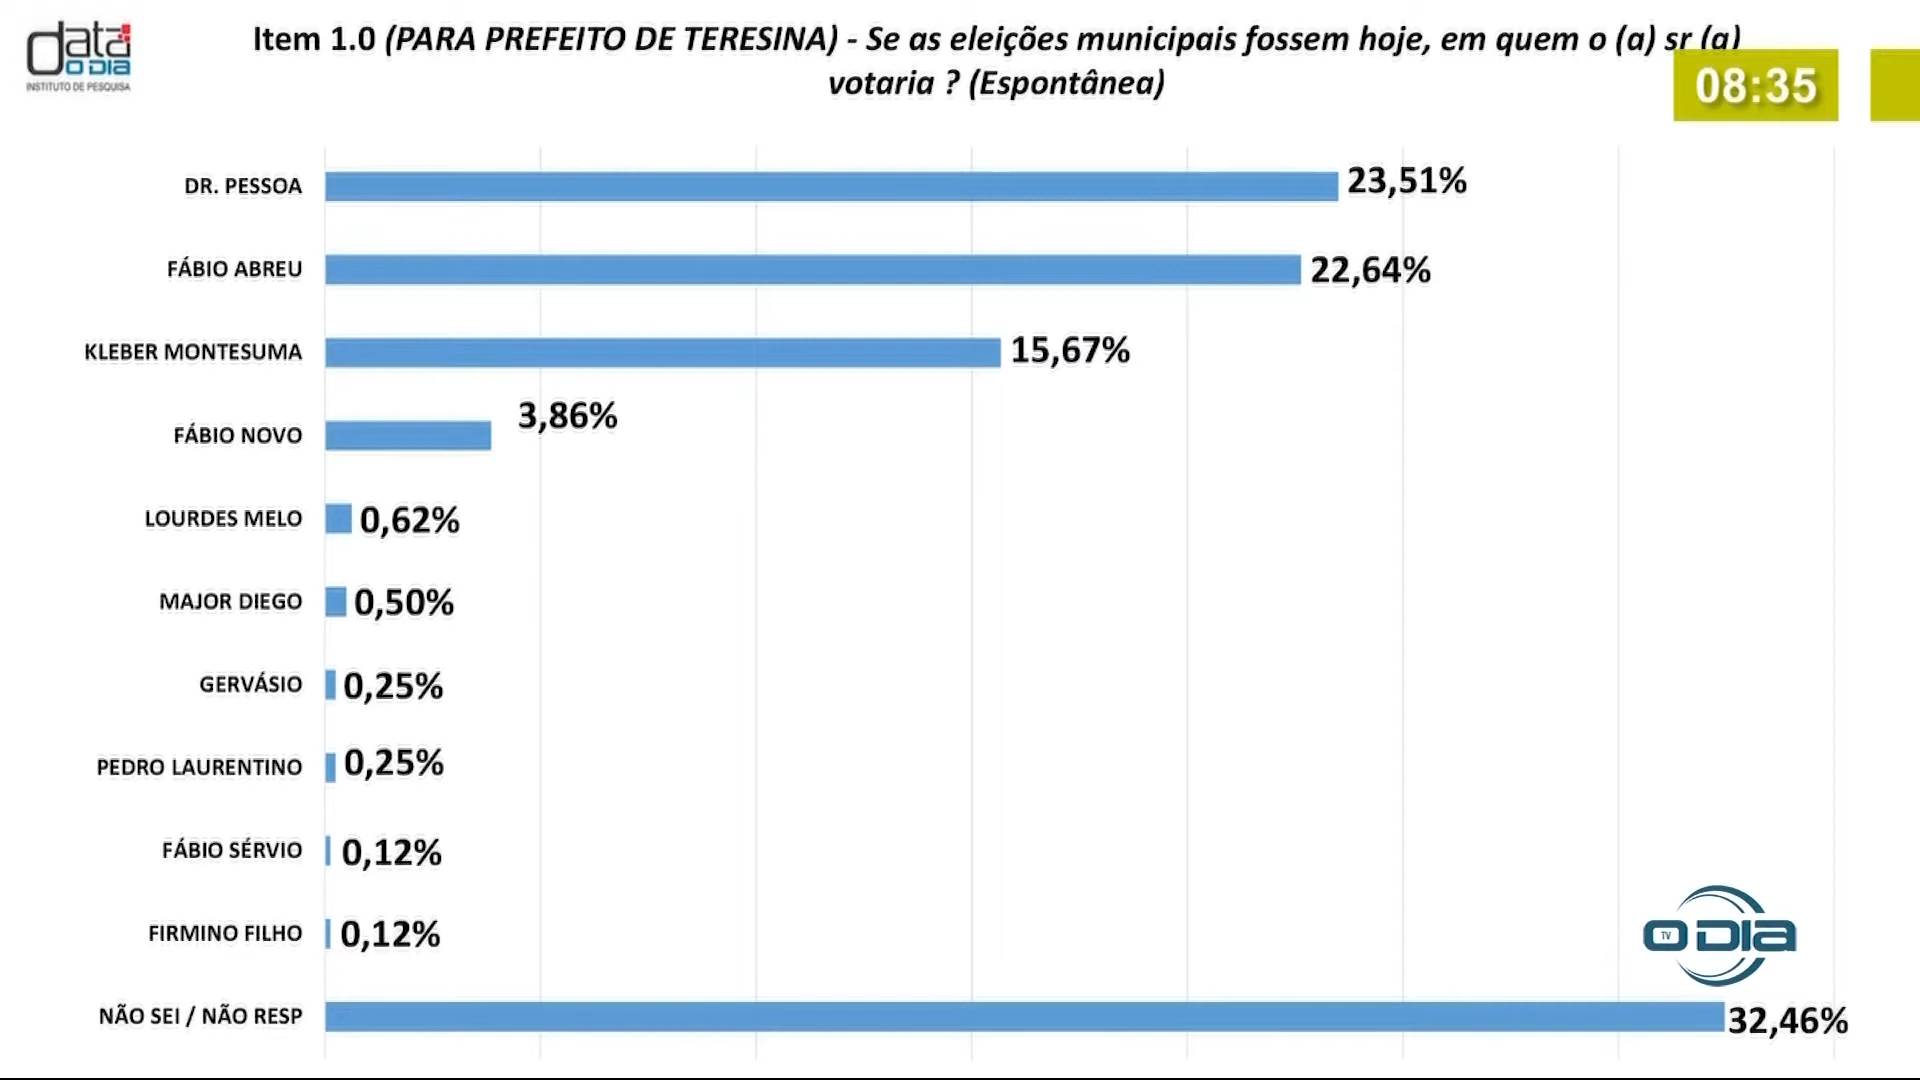 data
O DIA
INSTITUTO DE PESQUISA
Item 1.0 (PARA PREFEITO DE TERESINA) - Se as eleições municipais fossem hoje, em quem o (a) sr (a)
votaria ? (Espontânea)
08:35
DR. PESSOA 23,51%
FÁBIO ABREU 22,64%
KLEBER MONTESUMA 15,67%
FÁBIO NOVO 3,86%
LOURDES MELO 0,62%
MAJOR DIEGO 0,50%
GERVÁSIO 0,25%
PEDRO LAURENTINO 0,25%
FÁBIO SÉRVIO 0,12%
FIRMINO FILHO 0,12%
TV O DIA
NÃO SEI / NÃO RESP 32,46%